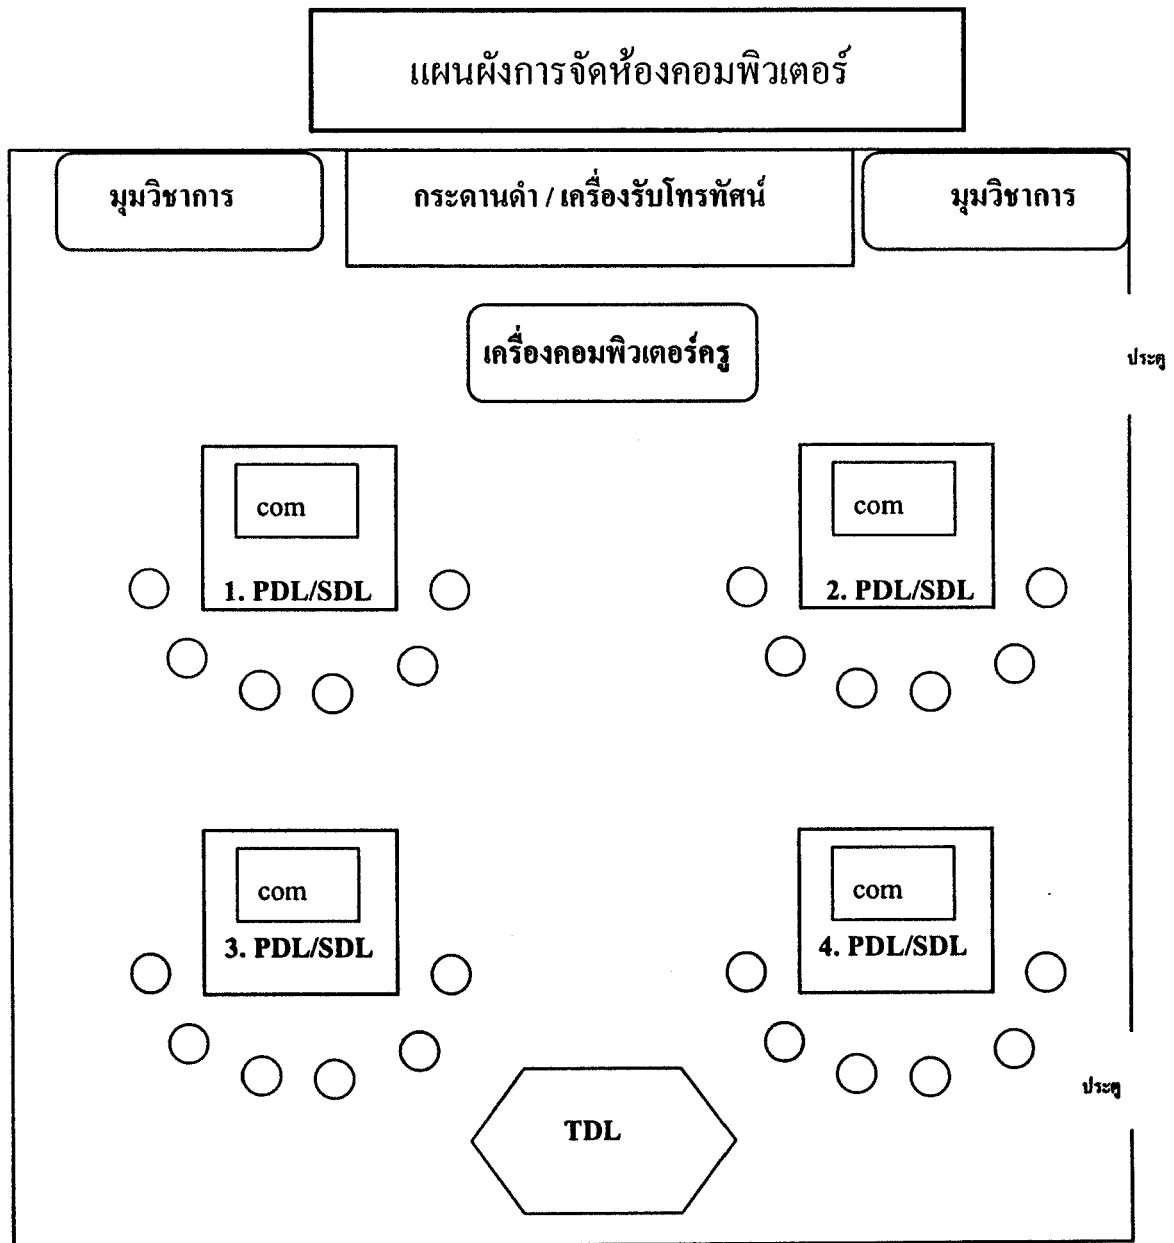 แผนผังการจัดห้องคอมพิวเตอร์
มุมวิชาการ
กระดานดำ / เครื่องรับโทรทัศน์
มุมวิชาการ
เครื่องคอมพิวเตอร์ครู
ประตู
com
1. PDL/SDL
com
2. PDL/SDL
com
3. PDL/SDL
com
4. PDL/SDL
ประตู
TDL